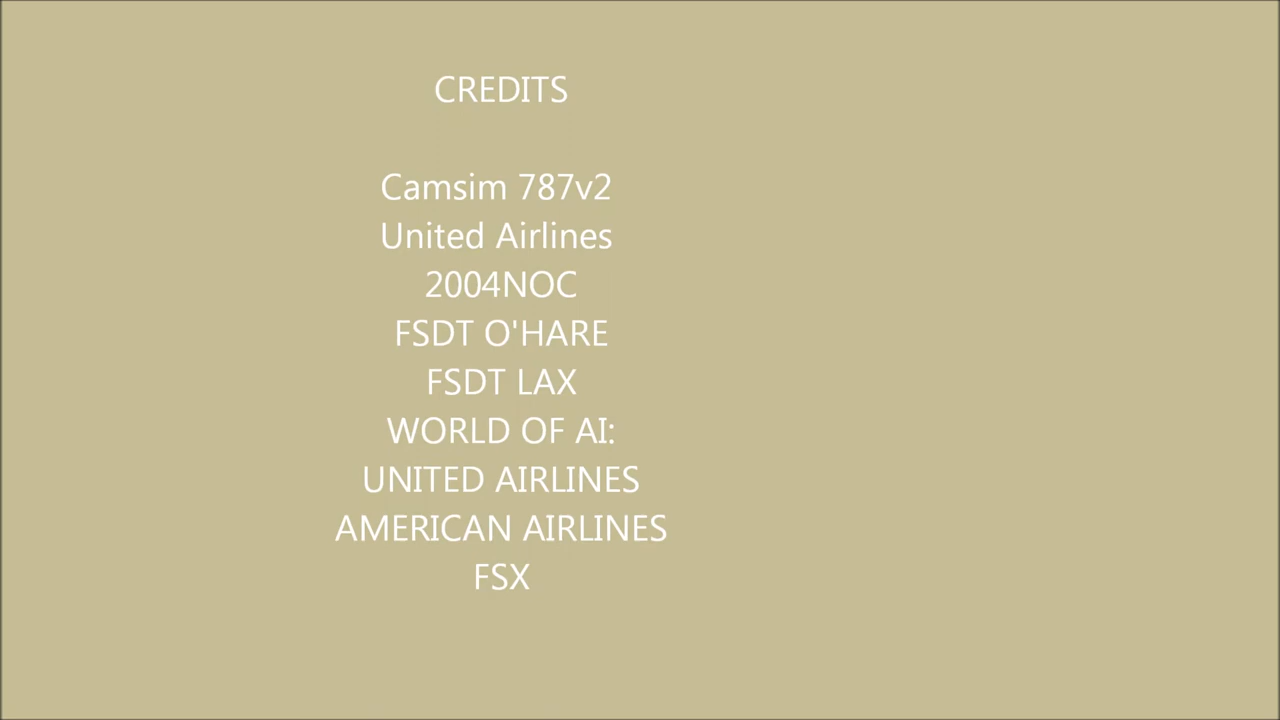 CREDITS
Camsim 787v2
United Airlines
2004NOC
FSDT O'HARE
FSDT LAX
WORLD OF AI:
UNITED AIRLINES
AMERICAN AIRLINES
FSX